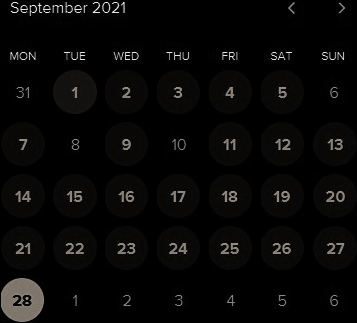 September 2021
MON TUE WED THU FRI SAT SUN
31 1 2 3 4 5 6
7 8 9 10 11 12 13
14 15 16 17 18 19 20
21 22 23 24 25 26 27
28 1 2 3 4 5 6